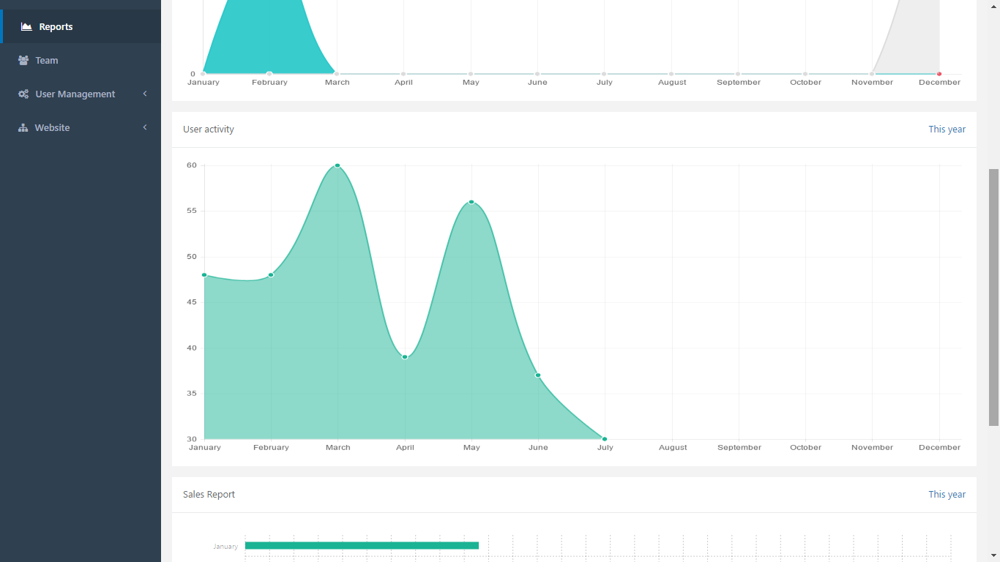 Reports
Team
User Management
Website
0
January February March April May June July August September October November December
User activity
This year
60
55
50
45
40
35
30
January February March April May June July August September October November December
Sales Report
This year
January